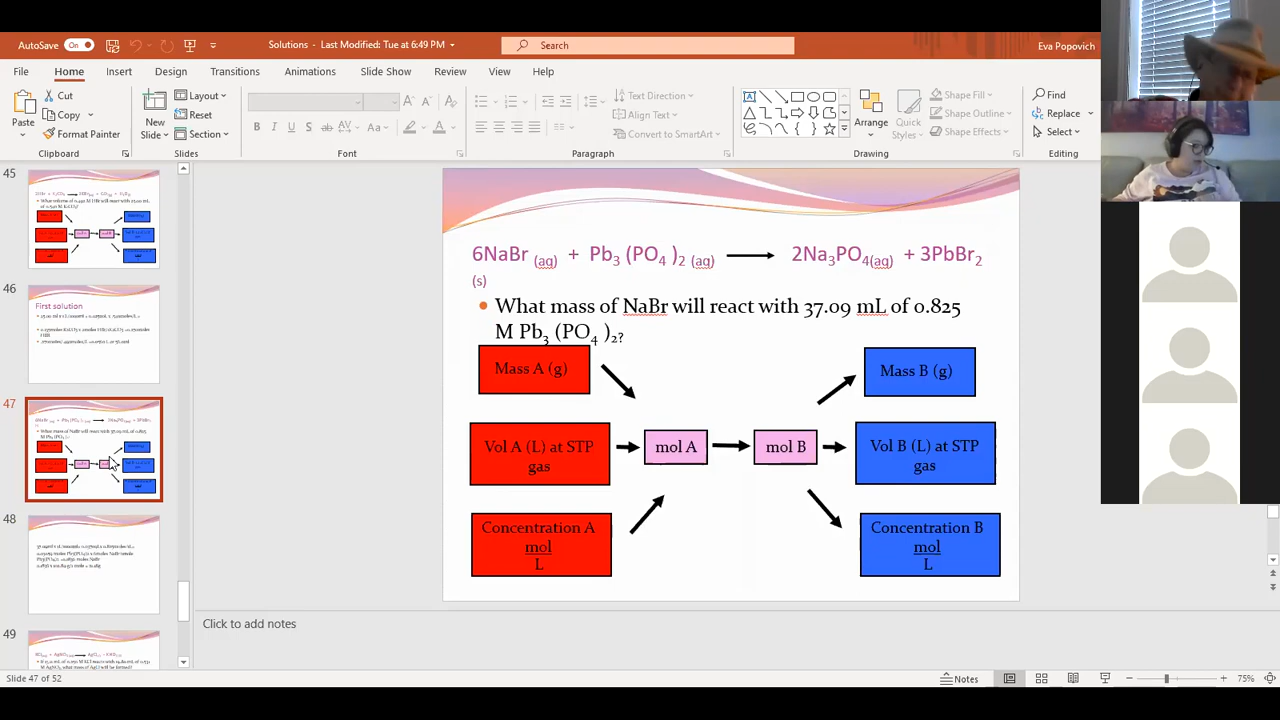 AutoSave On
Solutions – Last Modified: Tue at 6:49 PM
Search
Eva Popovich
File Home Insert Design Transitions Animations Slide Show Review View Help
Paste
Cut
Copy
Format Painter
Clipboard
New Slide
Layout
Reset
Section
Slides
B I U S ab AV Aa A A A
Font
Text Direction
Align Text
Convert to SmartArt
Paragraph
Arrange
Quick Styles
Shape Fill
Shape Outline
Shape Effects
Drawing
Find
Replace
Select
Editing
45
46
First solution
47
48
49
6NaBr (aq) + Pb3 (PO4 )2 (aq) → 2Na3PO4(aq) + 3PbBr2
(s)
• What mass of NaBr will react with 37.09 mL of 0.825
M Pb3 (PO4 )2?
Mass A (g)
Mass B (g)
Vol A (L) at STP
gas
mol A
mol B
Vol B (L) at STP
gas
Concentration A
mol
L
Concentration B
mol
L
Click to add notes
Slide 47 of 52
Notes
75%